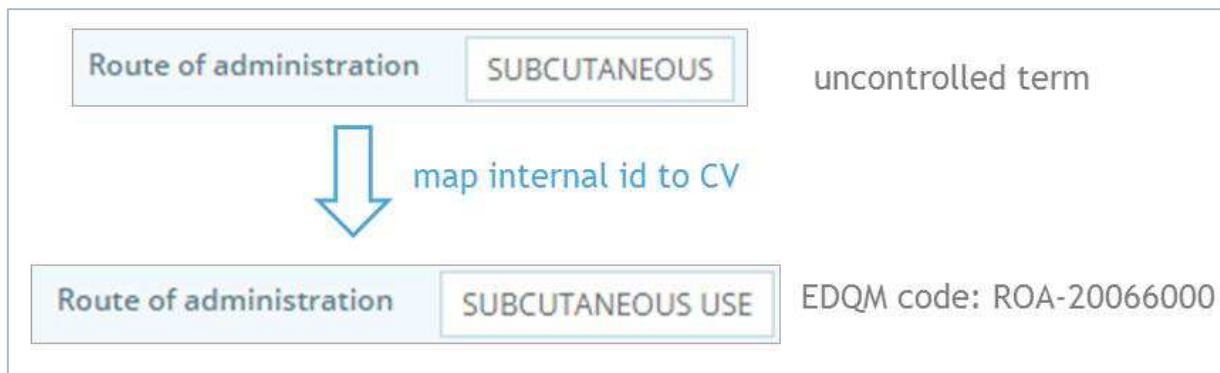 Route of administration SUBCUTANEOUS uncontrolled term
map internal id to CV
Route of administration SUBCUTANEOUS USE EDQM code: ROA-20066000